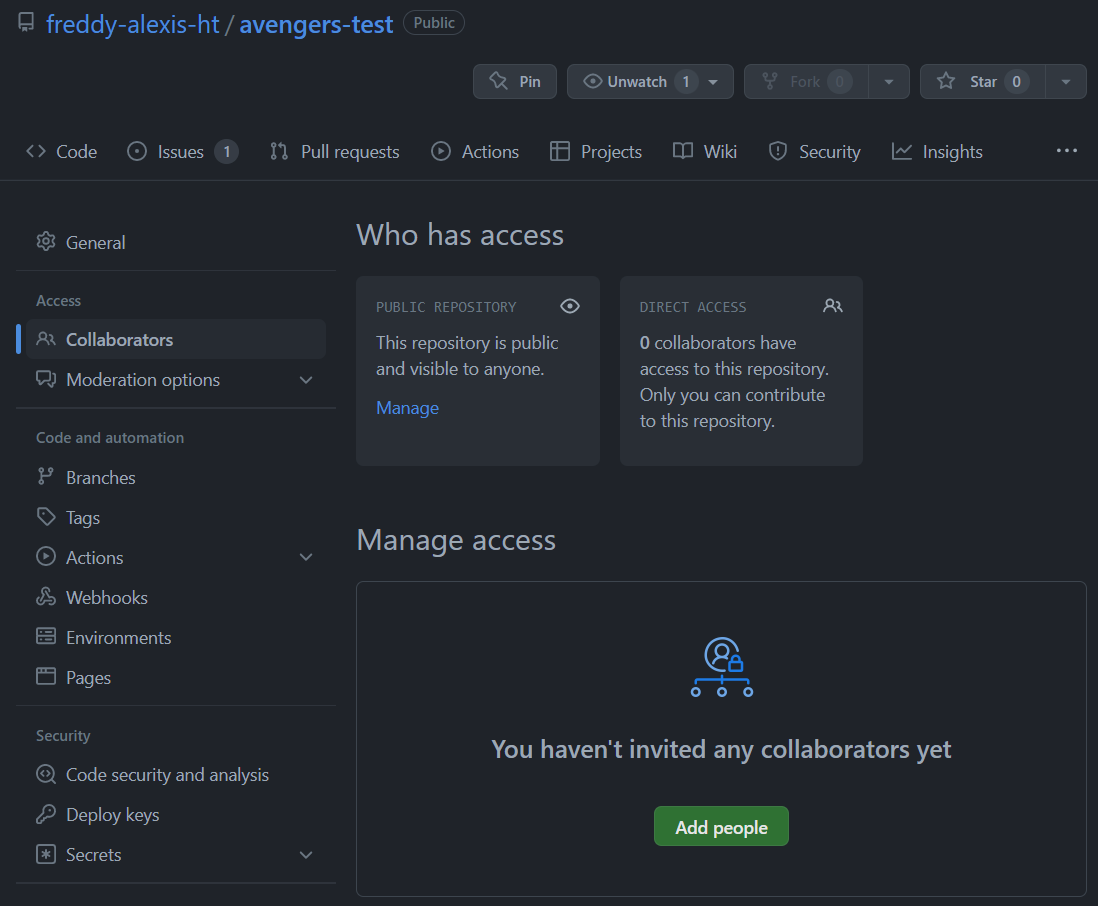 freddy-alexis-ht / avengers-test Public
Pin Unwatch 1 Fork 0 Star 0
Code Issues 1 Pull requests Actions Projects Wiki Security Insights ...
General
Access
Collaborators
Moderation options
Code and automation
Branches
Tags
Actions
Webhooks
Environments
Pages
Security
Code security and analysis
Deploy keys
Secrets
Who has access
PUBLIC REPOSITORY
This repository is public
and visible to anyone.
Manage
DIRECT ACCESS
0 collaborators have
access to this repository.
Only you can contribute
to this repository.
Manage access
You haven't invited any collaborators yet
Add people